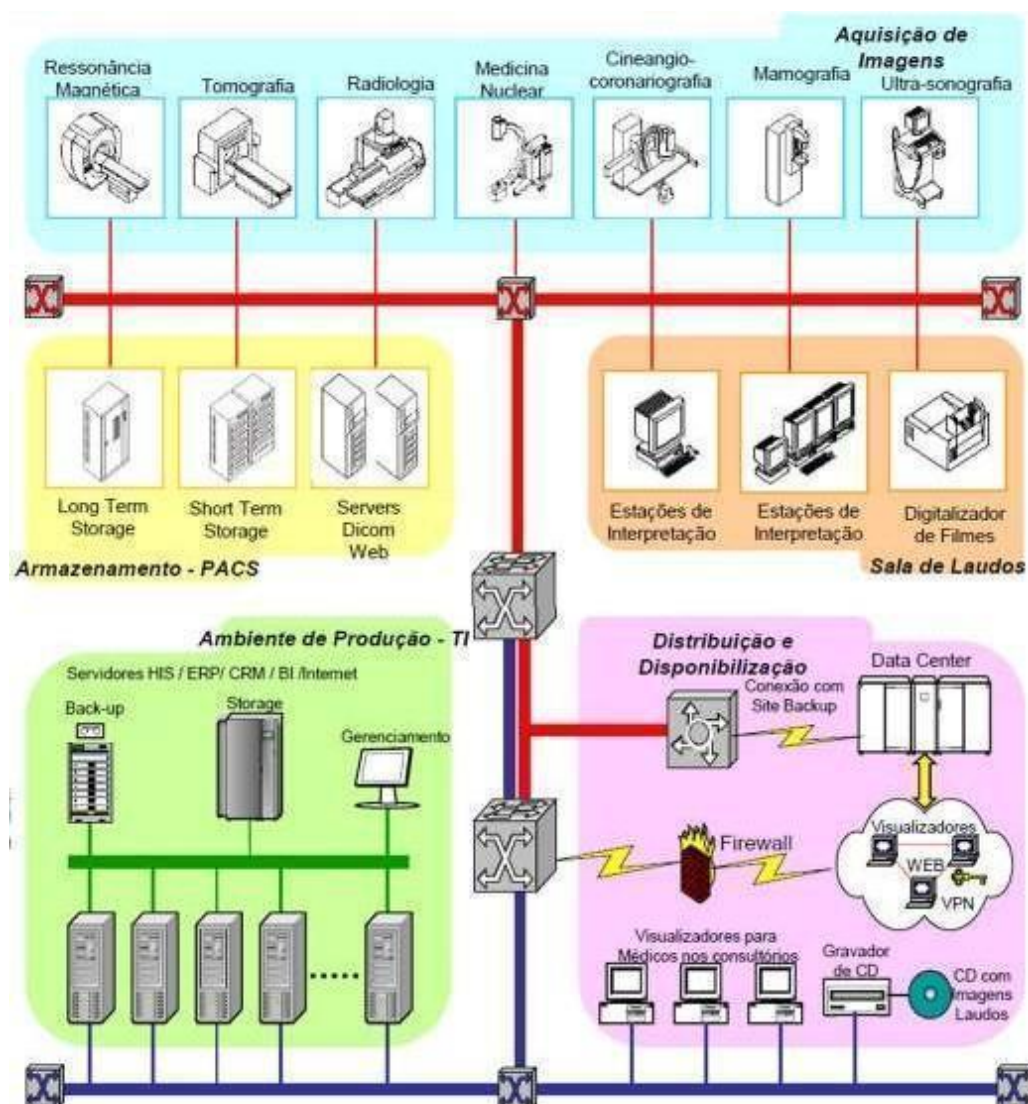 Aquisição de
Imagens
Ressonância
Magnética
Tomografia
Radiologia
Medicina
Nuclear
Cineangio-
coronariografia
Mamografia
Ultra-sonografia
Long Term
Storage
Short Term
Storage
Servers
Dicom
Web
Armazenamento - PACS
Estações de
Interpretação
Estações de
Interpretação
Digitalizador
de Filmes
Sala de Laudos
Ambiente de Produção - TI
Servidores HIS / ERP/ CRM / BI /Internet
Back-up
Storage
Gerenciamento
Distribuição e
Disponibilização
Data Center
Conexão com
Site Backup
Firewall
Visualizadores
WEB
VPN
Visualizadores para
Médicos nos consultórios
Gravador
de CD
CD com
Imagens
Laudos